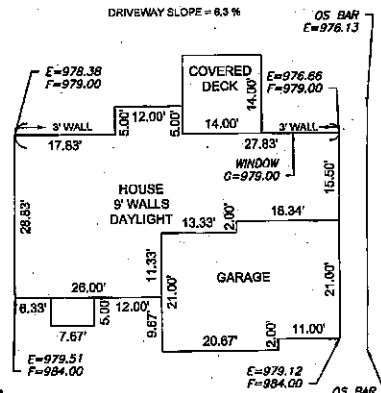 DRIVEWAY SLOPE = 6.3 %
OS BAR
E=976.13
E=978.38
F=979.00
COVERED
DECK
14.00'
E=976.66
F=979.00
3' WALL
12.00'
5.00'
5.00'
14.00'
3' WALL
17.83'
27.83'
WINDOW
G=979.00
15.50'
HOUSE
9' WALLS
DAYLIGHT
28.83'
13.33'
2.00'
18.34'
11.33'
21.00'
GARAGE
21.00'
26.00'
6.33'
5.00'
12.00'
9.67'
7.67'
20.67'
2.00'
11.00'
E=979.51
F=984.00
E=979.12
F=984.00
OS BAR